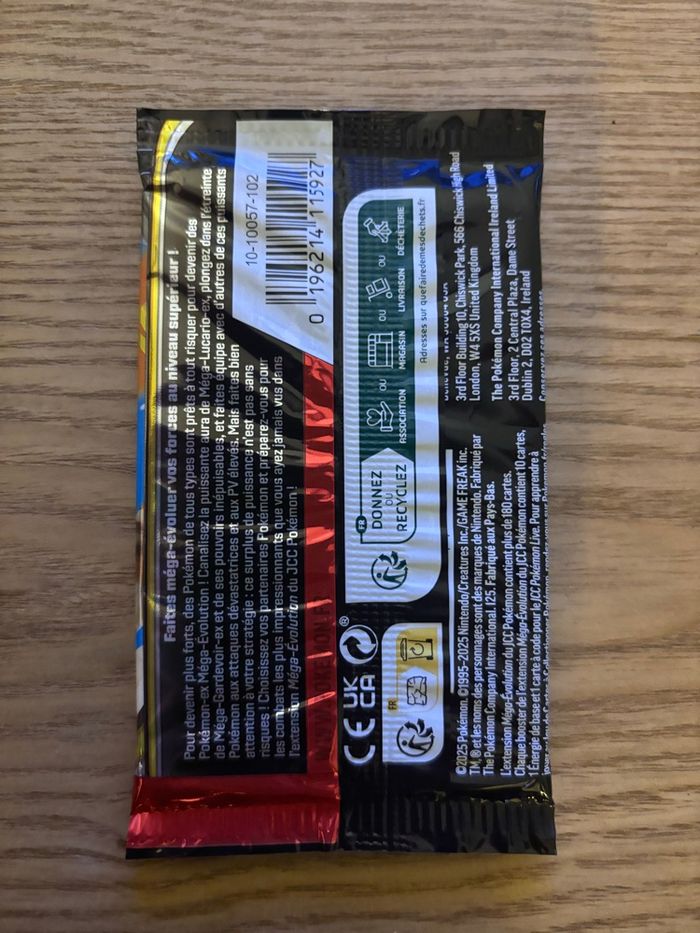 Faites méga-évoluer vos forces au niveau supérieur !
Pour devenir plus forts, des Pokémon de tous types sont prêts à tout risquer pour devenir des
Pokémon-ex Méga-Évolution ! Canalisez la puissante aura de Méga-Lucario-ex, plongez dans l'étreinte
de Méga-Gardevoir-ex et de ses pouvoirs inépuisables, et faites équipe avec d'autres de ces puissants
Pokémon aux attaques dévastatrices et aux PV élevés. Mais faites bien
attention à votre stratégie : ce surplus de puissance n'est pas sans
risques ! Choisissez vos partenaires Pokémon et préparez-vous pour
les combats les plus impressionnants que vous ayez jamais vus dans
l'extension Méga-Évolution du JCC Pokémon !
10-10057-102
0 196214 115927
CE UK CA ®
FR
FR
DONNEZ
OU
RECYCLEZ
ASSOCIATION OU MAGASIN OU LIVRAISON OU DÉCHÈTERIE
Adresses sur quefairedemesdechets.fr
©2025 Pokémon. ©1995–2025 Nintendo/Creatures Inc./GAME FREAK inc.
TM, ® et les noms des personnages sont des marques de Nintendo. Fabriqué par
The Pokémon Company International. 1/25. Fabriqué aux Pays-Bas.
L'extension Méga-Évolution du JCC Pokémon contient plus de 180 cartes.
Chaque booster de l'extension Méga-Évolution du JCC Pokémon contient 10 cartes,
1 Énergie de base et 1 carte à code pour le JCC Pokémon Live. Pour apprendre à
3rd Floor Building 10, Chiswick Park, 566 Chiswick High Road
London, W4 5XS United Kingdom
The Pokémon Company International Ireland Limited
3rd Floor, 2 Central Plaza, Dame Street
Dublin 2, D02 T0X4, Ireland
Conservez ces adresses